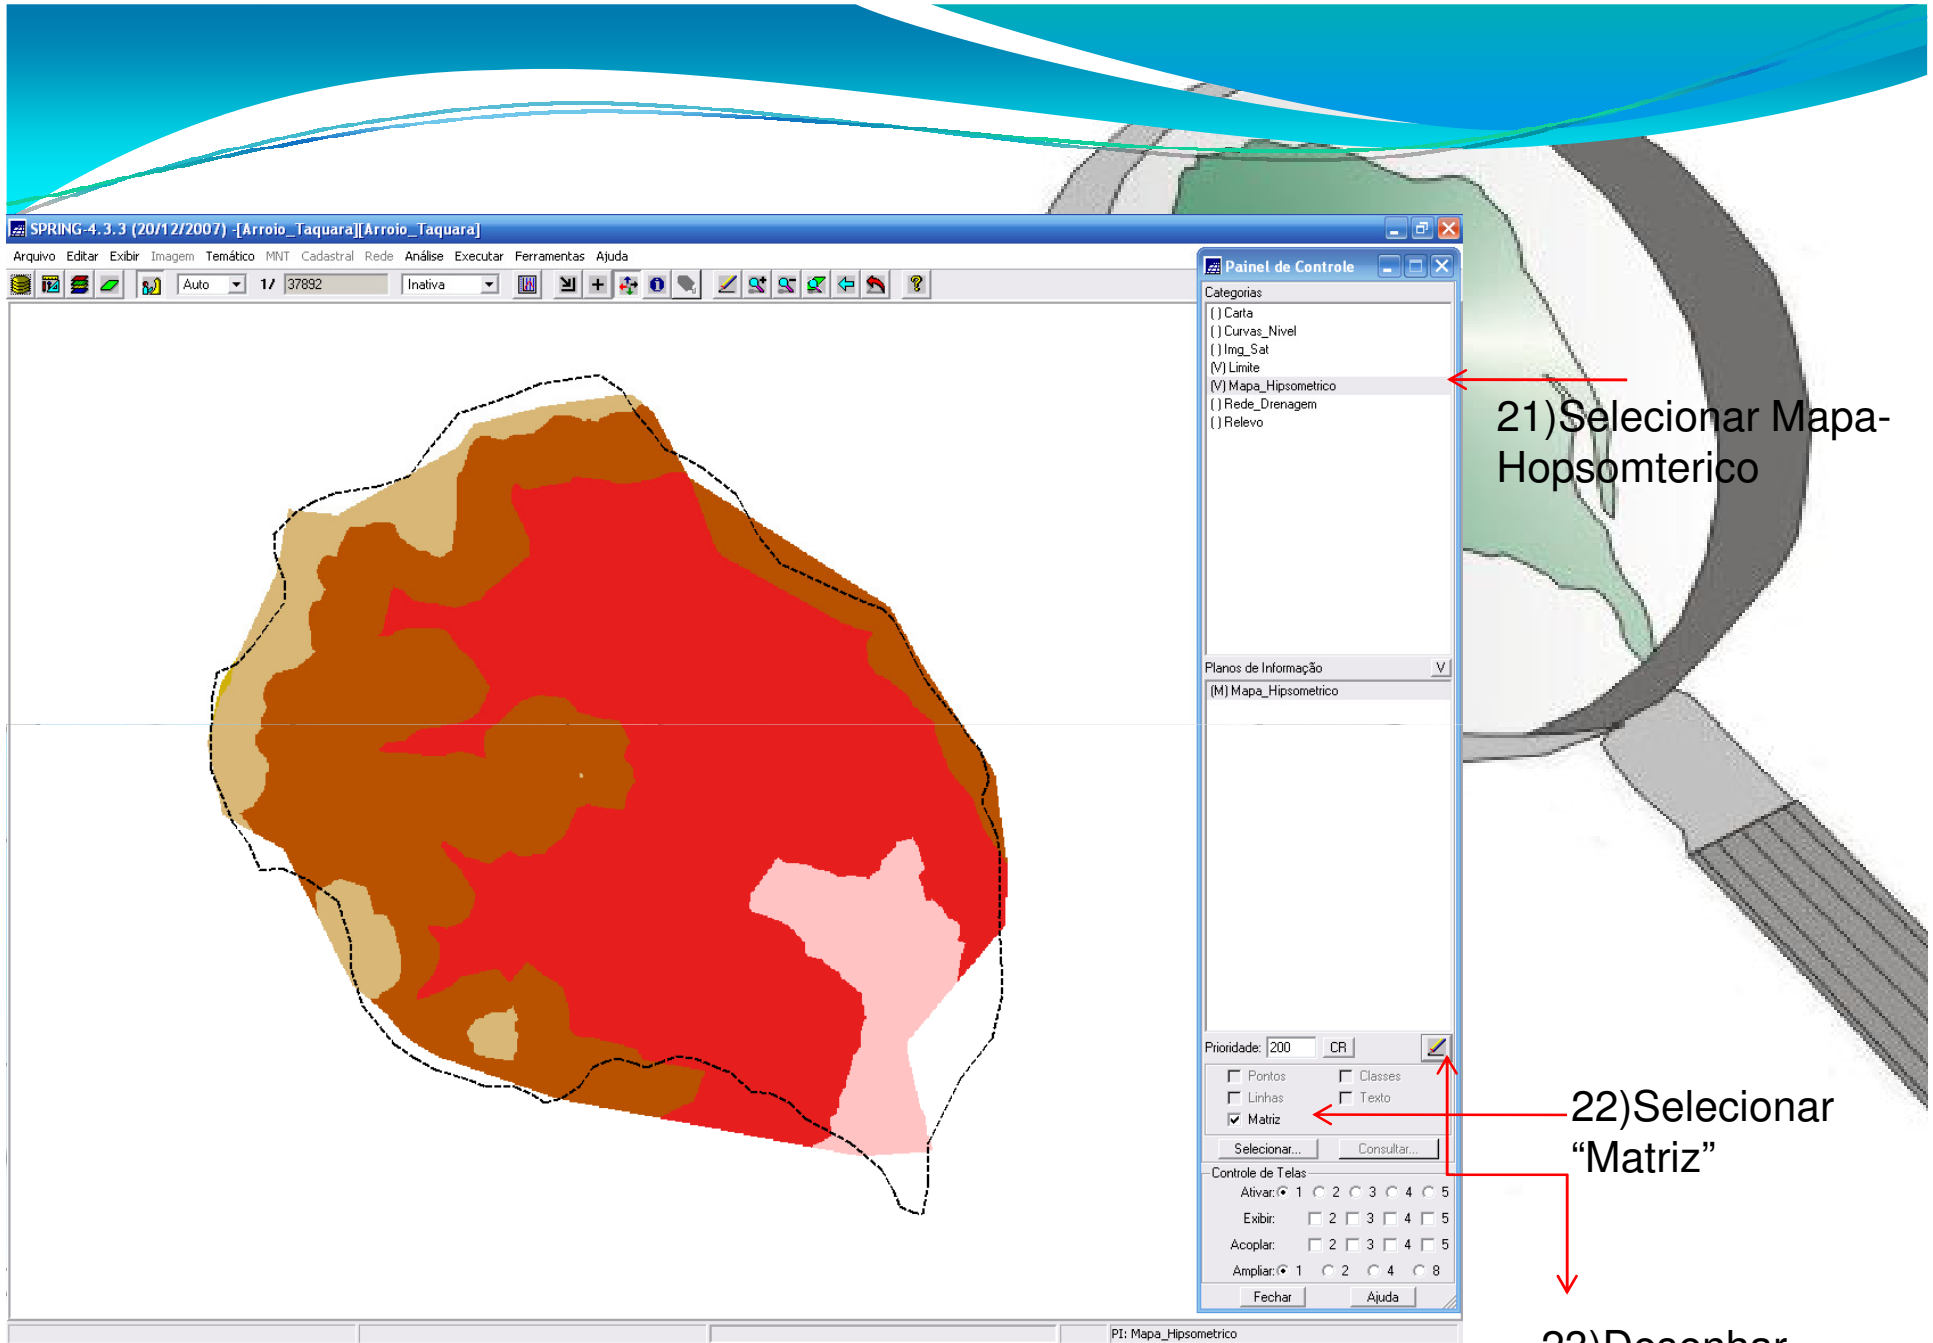 SPRING-4.3.3 (20/12/2007) -[Arroio_Taquara][Arroio_Taquara]
Arquivo Editar Exibir Imagem Temático MNT Cadastral Rede Análise Executar Ferramentas Ajuda
Auto 1/ 37892 Inativa
Painel de Controle
Categorias
( ) Carta
( ) Curvas_Nivel
( ) Img_Sat
(V) Limite
(V) Mapa_Hipsometrico
( ) Rede_Drenagem
( ) Relevo
21)Selecionar Mapa-
Hopsomterico
Planos de Informação V
(M) Mapa_Hipsometrico
Prioridade: 200 CR
Pontos Classes
Linhas Texto
Matriz
Selecionar... Consultar...
22)Selecionar
“Matriz”
Controle de Telas
Ativar: 1 2 3 4 5
Exibir: 2 3 4 5
Acoplar: 2 3 4 5
Ampliar: 1 2 4 8
Fechar Ajuda
PI: Mapa_Hipsometrico
23)Desenhar